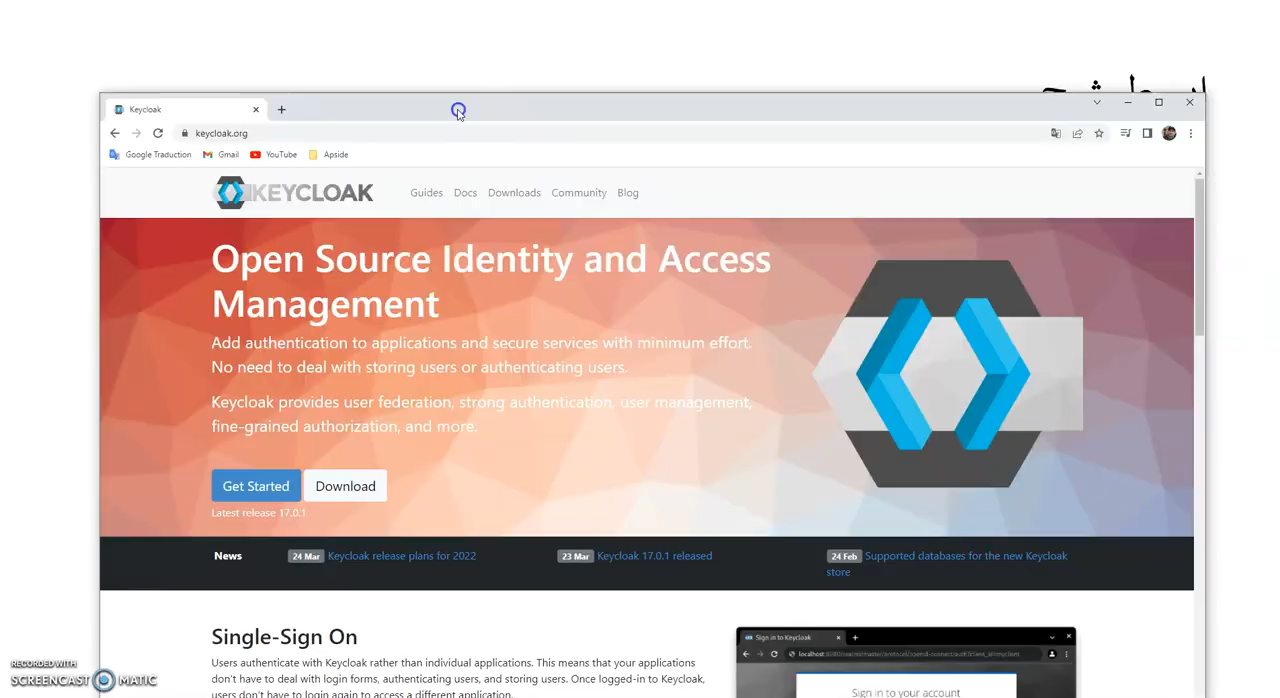 Keycloak
keycloak.org
Google Traduction
Gmail
YouTube
Apside
KEYCLOAK
Guides
Docs
Downloads
Community
Blog
Open Source Identity and Access
Management
Add authentication to applications and secure services with minimum effort.
No need to deal with storing users or authenticating users.
Keycloak provides user federation, strong authentication, user management,
fine-grained authorization, and more.
Get Started
Download
Latest release 17.0.1
News
24 Mar Keycloak release plans for 2022
23 Mar Keycloak 17.0.1 released
24 Feb Supported databases for the new Keycloak
store
Single-Sign On
Users authenticate with Keycloak rather than individual applications. This means that your applications
don't have to deal with login forms, authenticating users, and storing users. Once logged-in to Keycloak,
users don't have to login again to access a different application.
Sign in to Keycloak
Sign in to your account
RECORDED WITH
SCREENCAST MATIC